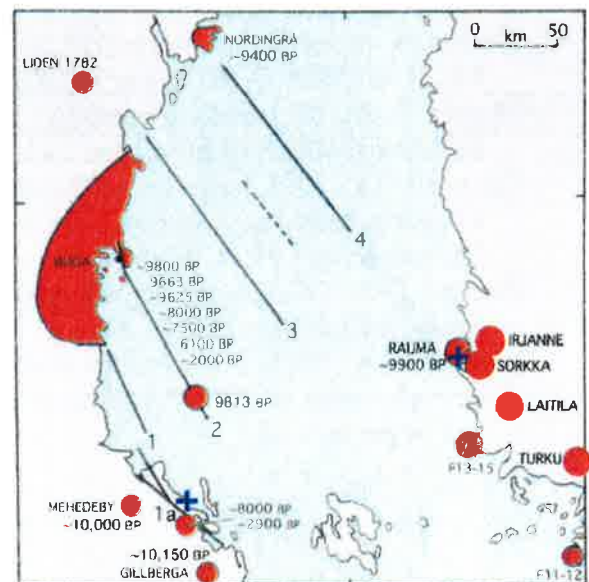 NORDINGRÅ
~9400 BP
0 50
km
LIDEN 1782
4
~9800 BP
9663 BP
~9625 BP
~8000 BP
~7500 BP
6100 BP
~2000 BP
3
RAUMA
~9900 BP
IRJANNE
SORKKA
LAITILA
9813 BP
2
1
F13-15
TURKU
MEHEDEBY
~10,000 BP
1a
~8000 BP
~2900 BP
~10,150 BP
GILLBERGA
F11-12